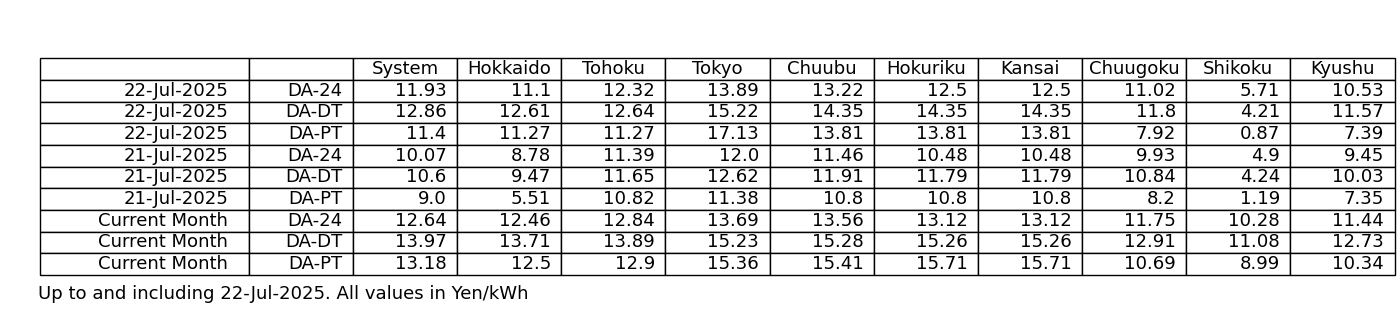 System Hokkaido Tohoku Tokyo Chuubu Hokuriku Kansai Chuugoku Shikoku Kyushu
22-Jul-2025 DA-24 11.93 11.1 12.32 13.89 13.22 12.5 12.5 11.02 5.71 10.53
22-Jul-2025 DA-DT 12.86 12.61 12.64 15.22 14.35 14.35 14.35 11.8 4.21 11.57
22-Jul-2025 DA-PT 11.4 11.27 11.27 17.13 13.81 13.81 13.81 7.92 0.87 7.39
21-Jul-2025 DA-24 10.07 8.78 11.39 12.0 11.46 10.48 10.48 9.93 4.9 9.45
21-Jul-2025 DA-DT 10.6 9.47 11.65 12.62 11.91 11.79 11.79 10.84 4.24 10.03
21-Jul-2025 DA-PT 9.0 5.51 10.82 11.38 10.8 10.8 10.8 8.2 1.19 7.35
Current Month DA-24 12.64 12.46 12.84 13.69 13.56 13.12 13.12 11.75 10.28 11.44
Current Month DA-DT 13.97 13.71 13.89 15.23 15.28 15.26 15.26 12.91 11.08 12.73
Current Month DA-PT 13.18 12.5 12.9 15.36 15.41 15.71 15.71 10.69 8.99 10.34
Up to and including 22-Jul-2025. All values in Yen/kWh